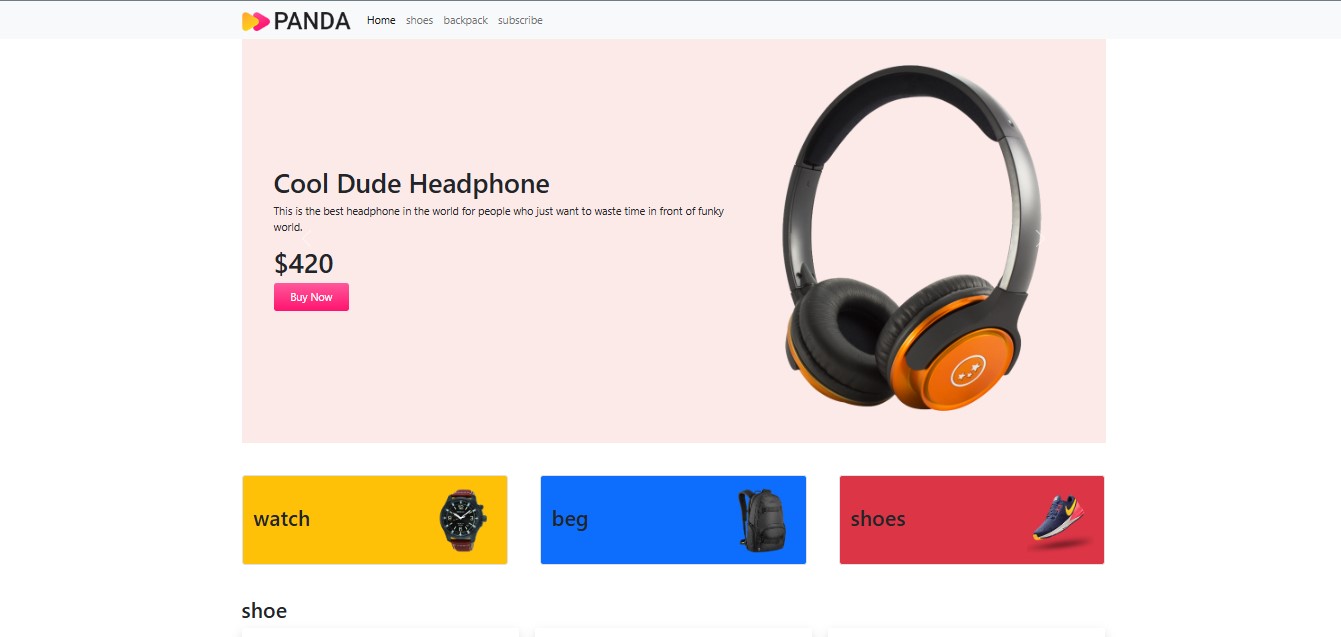 PANDA Home shoes backpack subscribe
Cool Dude Headphone
This is the best headphone in the world for people who just want to waste time in front of funky
world.
$420
Buy Now
watch
beg
shoes
shoe